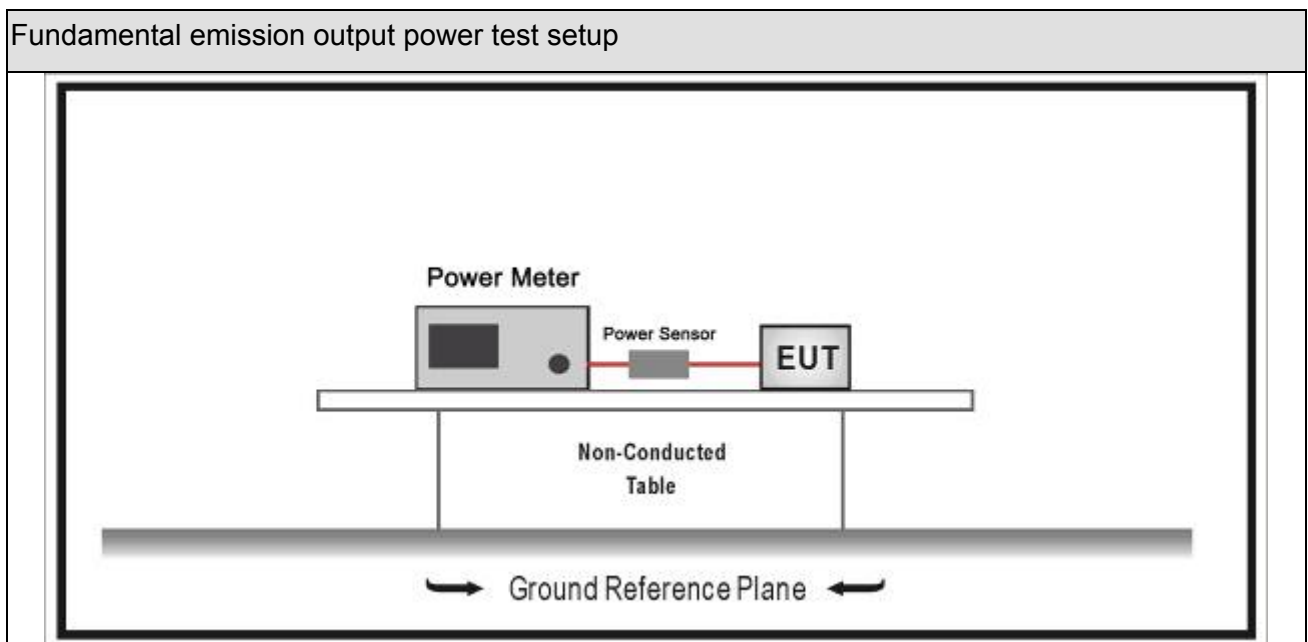 Fundamental emission output power test setup
Power Meter
Power Sensor
EUT
Non-Conducted
Table
Ground Reference Plane